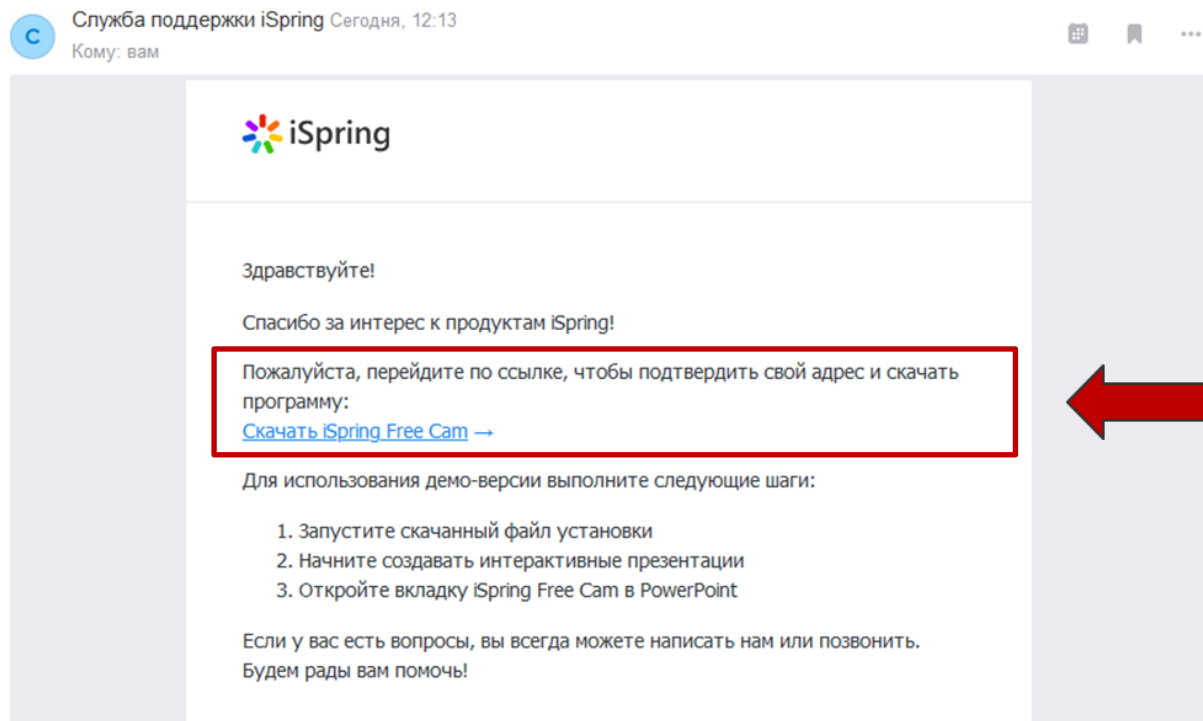 С
Служба поддержки iSpring Сегодня, 12:13
Кому: вам
iSpring
Здравствуйте!
Спасибо за интерес к продуктам iSpring!
Пожалуйста, перейдите по ссылке, чтобы подтвердить свой адрес и скачать
программу:
Скачать iSpring Free Cam →
Для использования демо-версии выполните следующие шаги:
1. Запустите скачанный файл установки
2. Начните создавать интерактивные презентации
3. Откройте вкладку iSpring Free Cam в PowerPoint
Если у вас есть вопросы, вы всегда можете написать нам или позвонить.
Будем рады вам помочь!